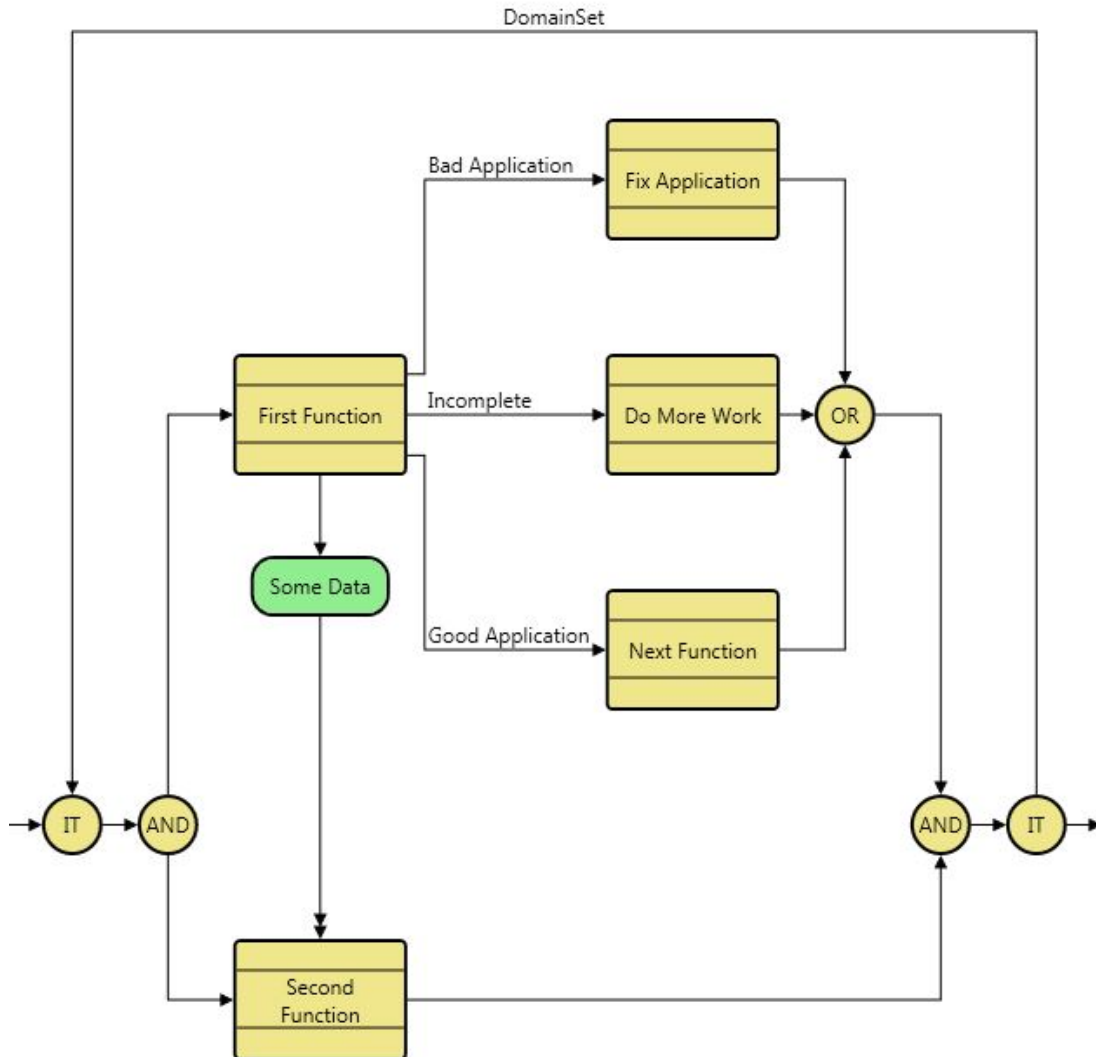 DomainSet
Bad Application
Fix Application
First Function
Incomplete
Do More Work
OR
Some Data
Good Application
Next Function
IT
AND
AND
IT
Second
Function